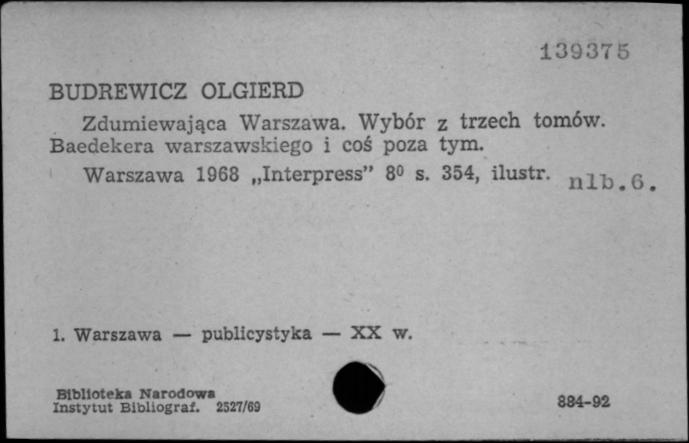 139375
BUDREWICZ OLGIERD
Zdumiewająca Warszawa. Wybór z trzech tomów.
Baedekera warszawskiego i coś poza tym.
Warszawa 1968 „Interpress” 8⁰ s. 354, ilustr. nlb.6.
1. Warszawa — publicystyka — XX w.
Biblioteka Narodowa
Instytut Bibliograf. 2527/69
884-92